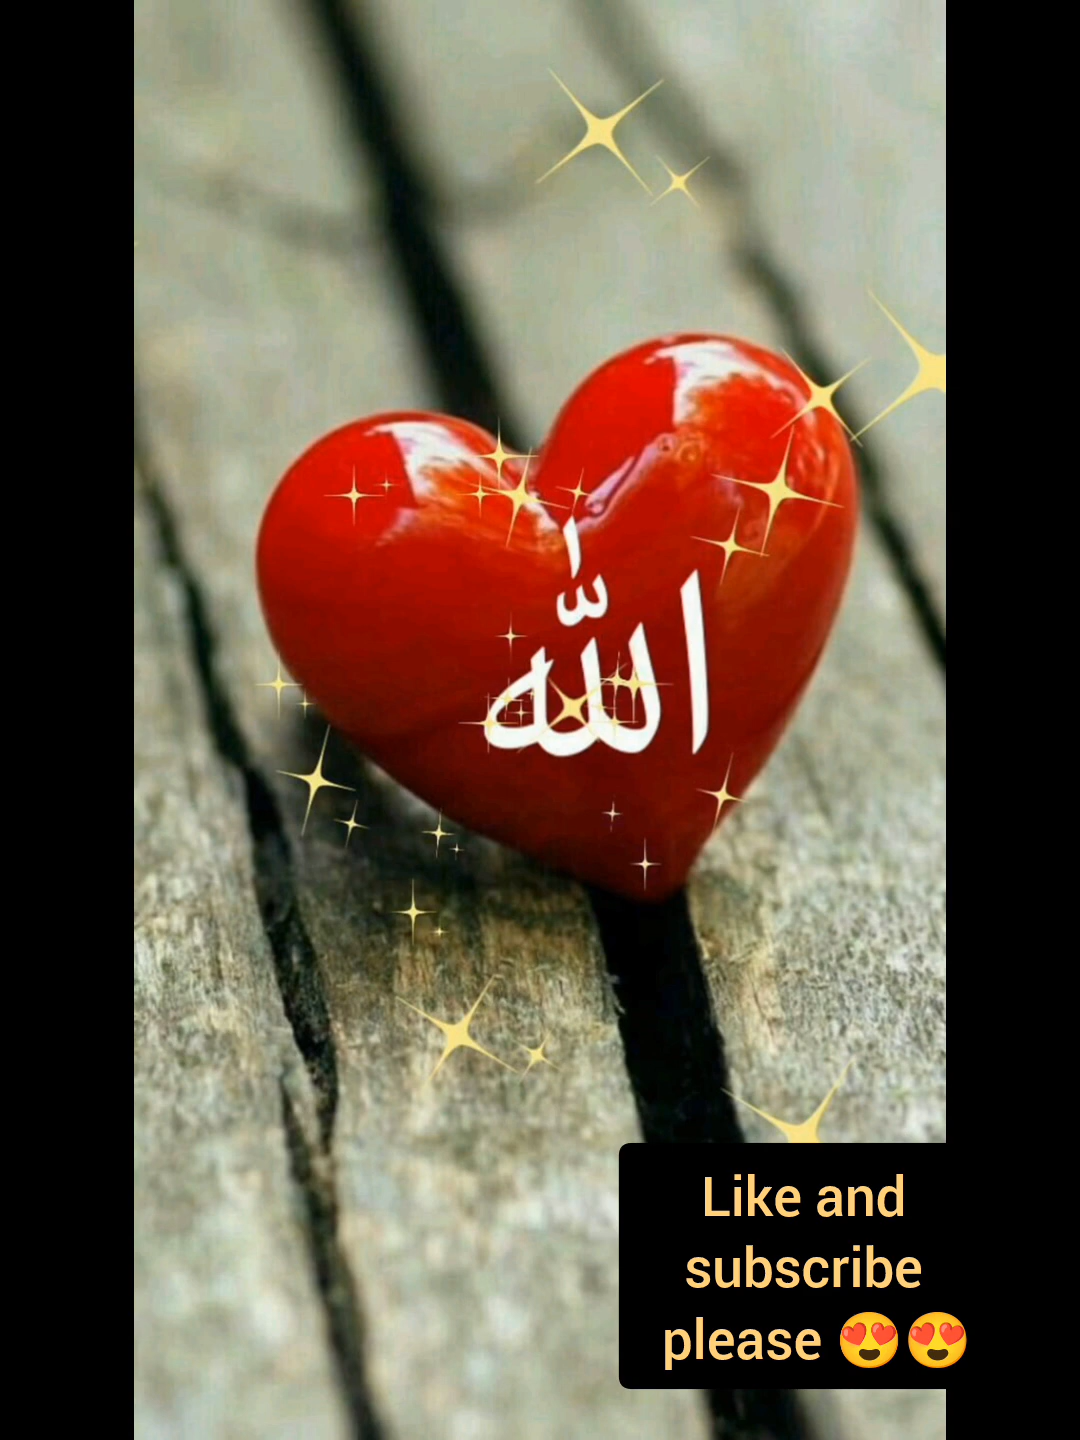 الله
Like and
subscribe
please 😍😍